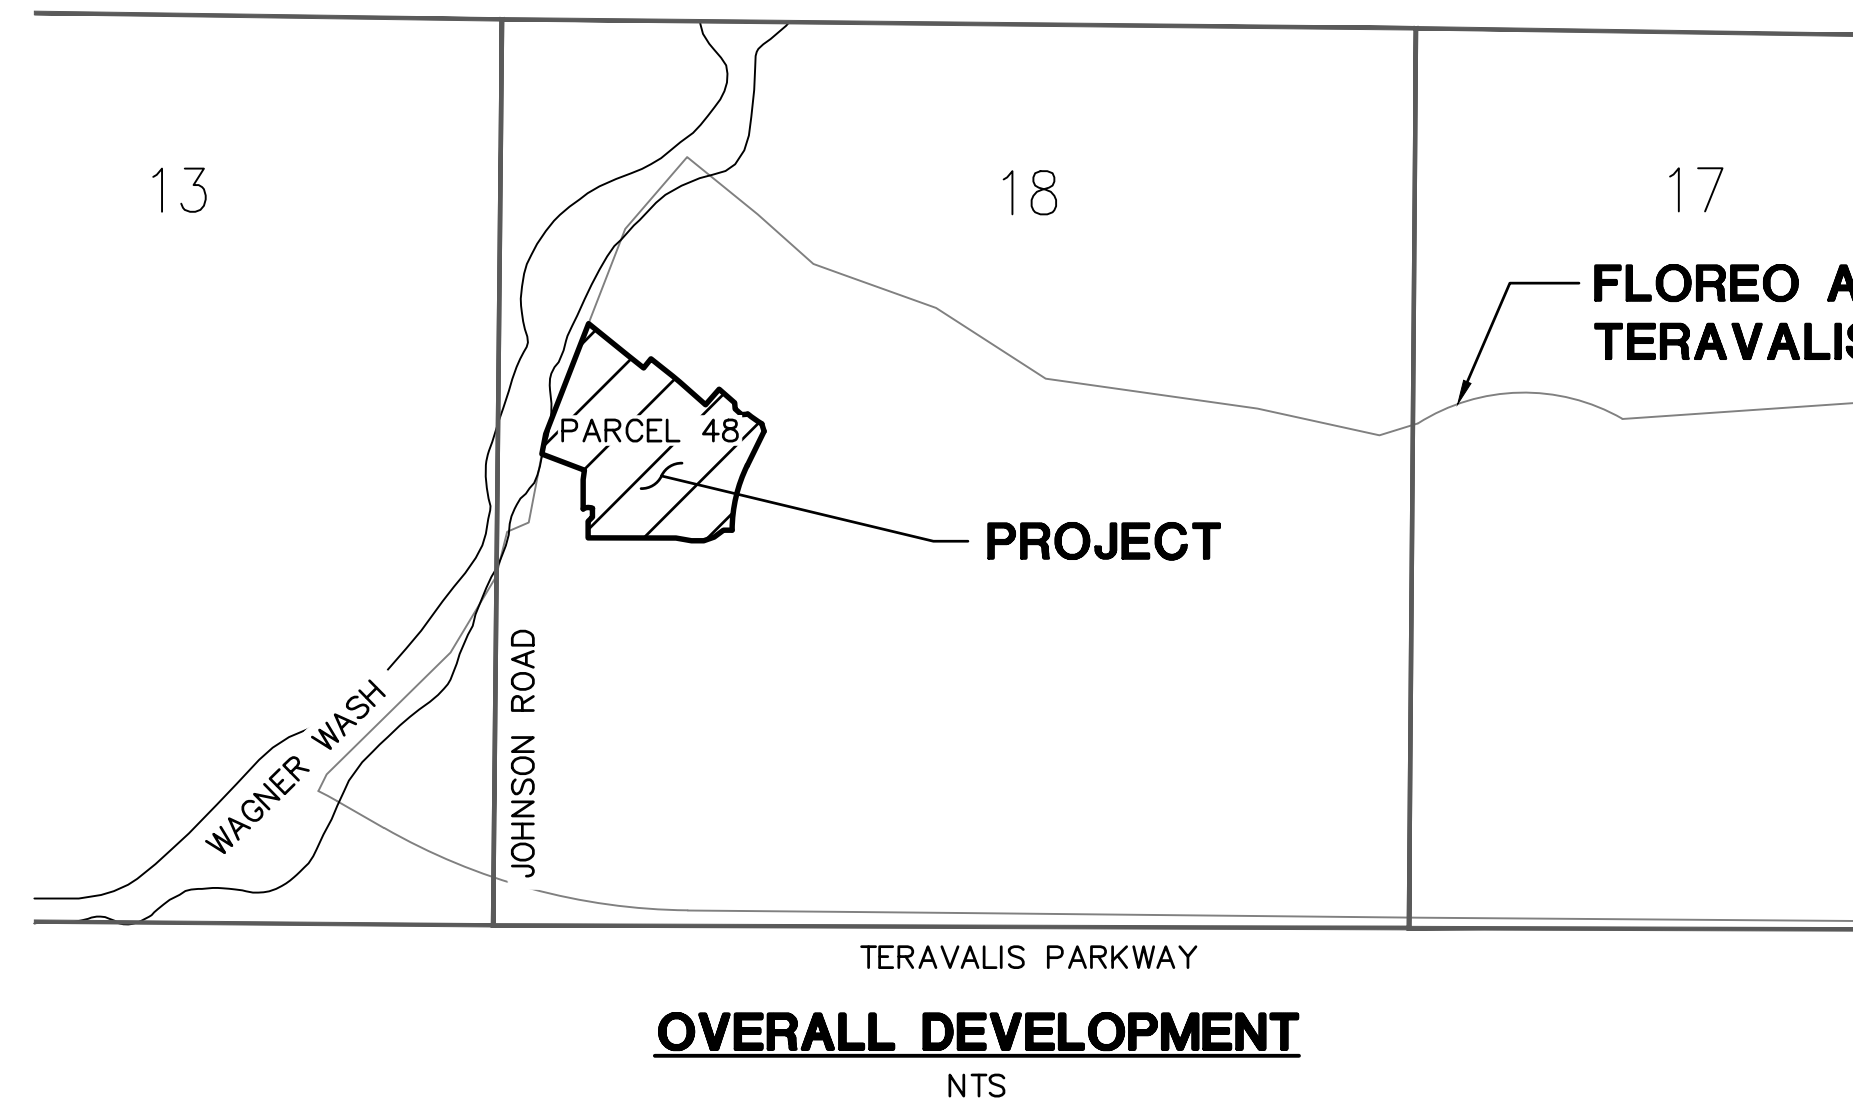 13
18
17
FLOREO
TERAVALIS
PARCEL 48
PROJECT
JOHNSON ROAD
WAGNER WASH
TERAVALIS PARKWAY
OVERALL DEVELOPMENT
NTS